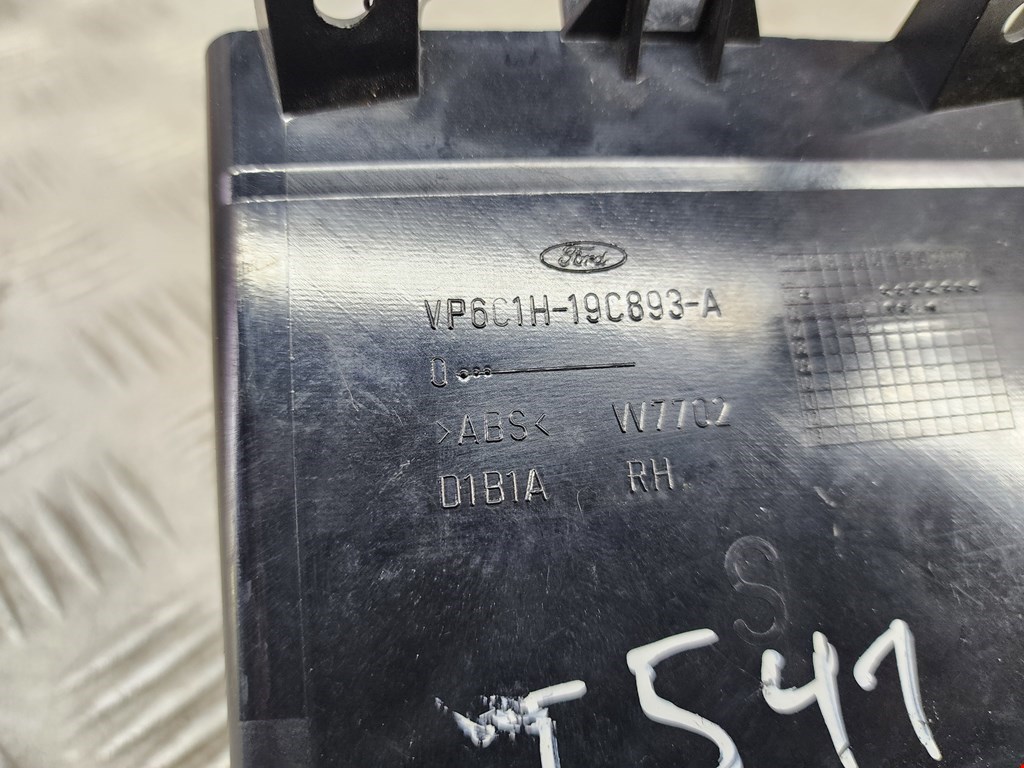 Ford
VP6C1H-19C893-A
>ABS< W7702
D1B1A RH
S
T541